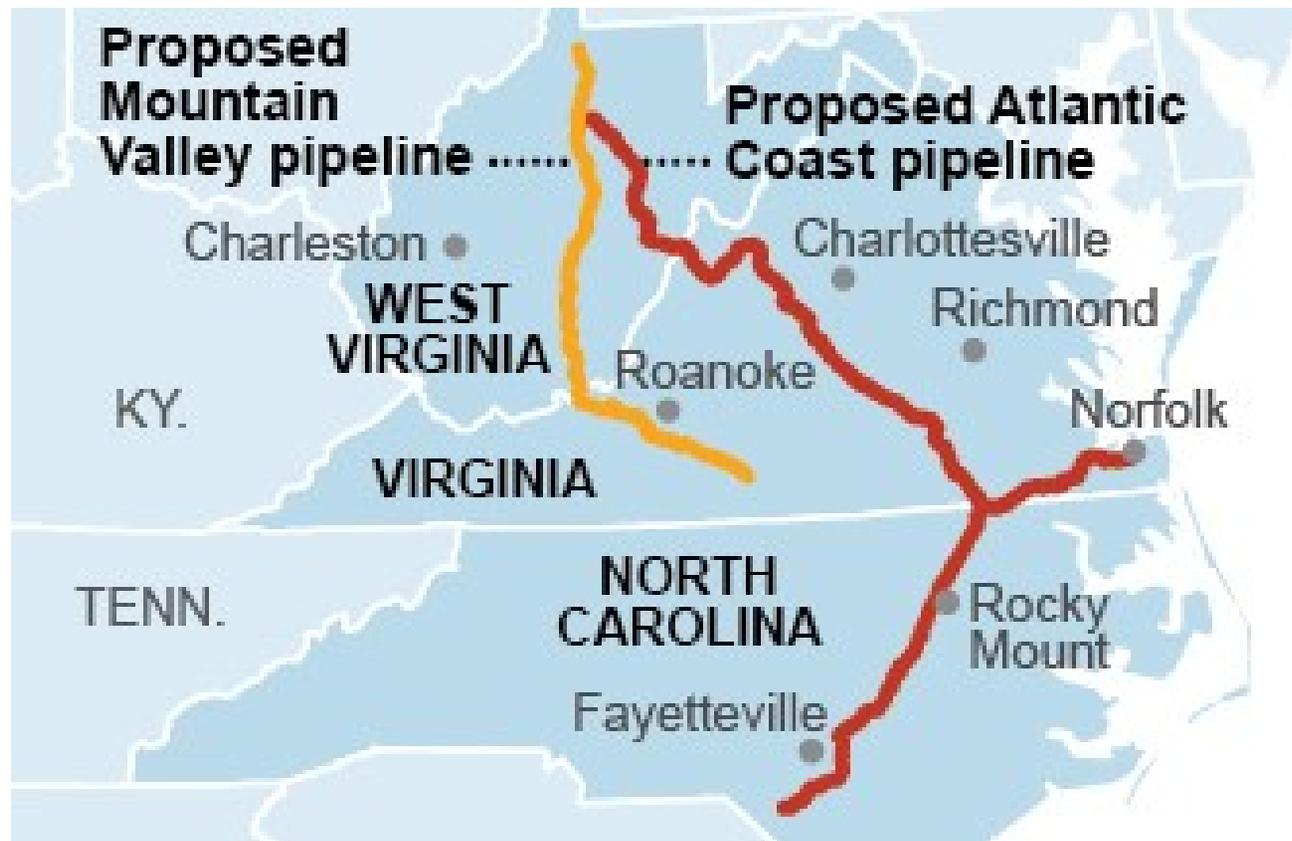 Proposed
Mountain
Valley pipeline
Proposed Atlantic
Coast pipeline
Charleston
Charlottesville
WEST
VIRGINIA
Richmond
Roanoke
KY.
Norfolk
VIRGINIA
NORTH
CAROLINA
TENN.
Rocky
Mount
Fayetteville